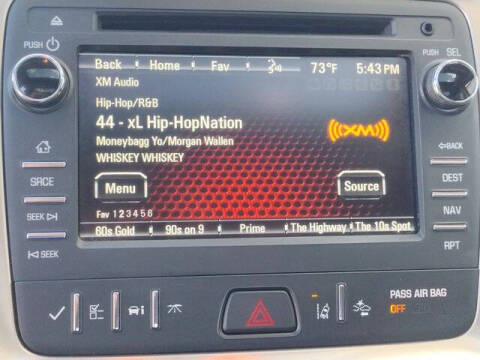 PUSH
PUSH SEL
Back Home Fav 73°F 5:43 PM
XM Audio
Hip-Hop/R&B
44 - xL Hip-HopNation
XM
Moneybagg Yo/Morgan Wallen
WHISKEY WHISKEY
Menu Source
Fav 1 2 3 4 5 6
60s Gold 90s on 9 Prime The Highway The 10s Spot
SRCE
SEEK
SEEK
BACK
DEST
NAV
RPT
PASS AIR BAG
OFF